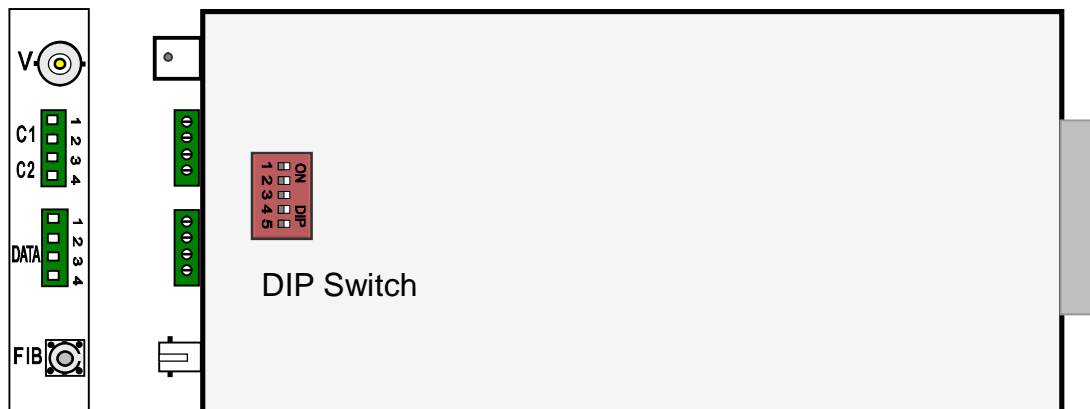 V
C1
C2
1
2
3
4
DATA
1
2
3
4
FIB
ON DIP
1 2 3 4 5
DIP Switch